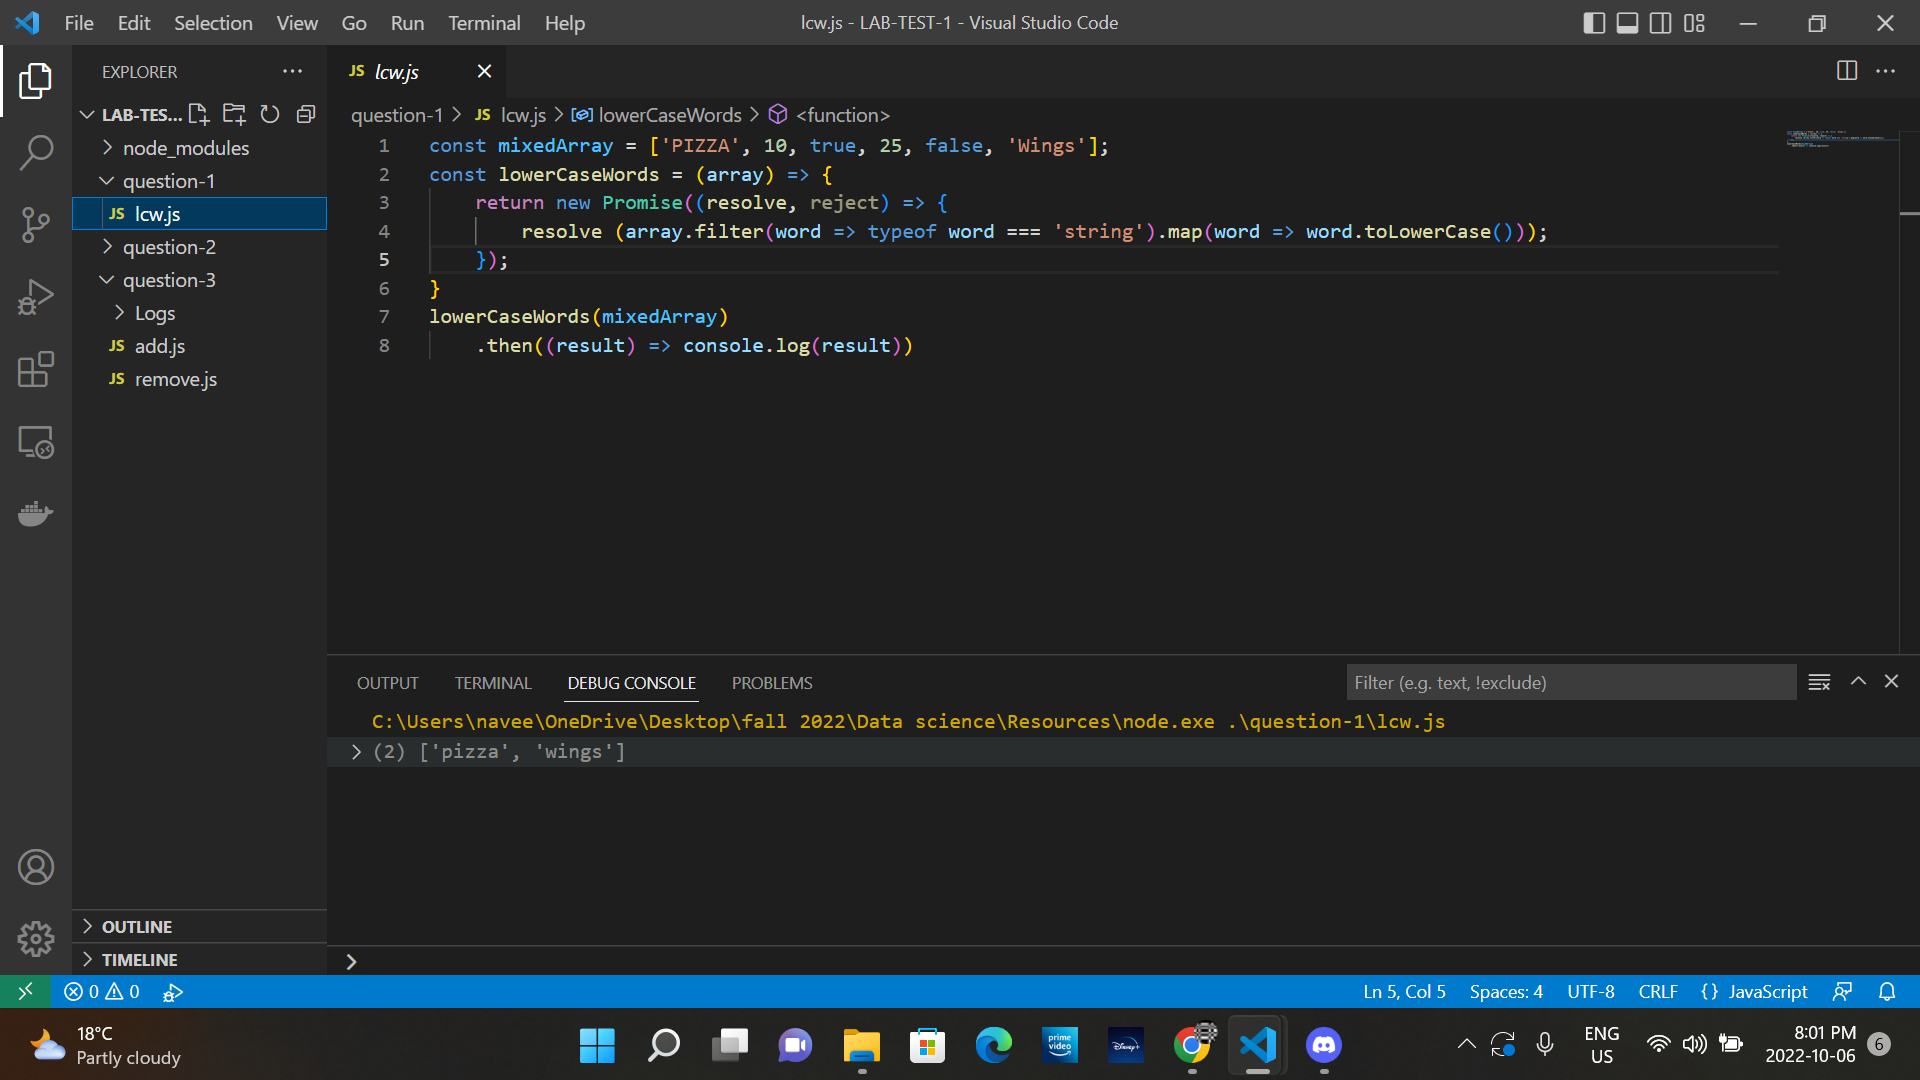 File Edit Selection View Go Run Terminal Help
lcw.js - LAB-TEST-1 - Visual Studio Code
EXPLORER
LAB-TES...
node_modules
question-1
JS lcw.js
question-2
question-3
Logs
JS add.js
JS remove.js
OUTLINE
TIMELINE
JS lcw.js
question-1 > JS lcw.js > lowerCaseWords > <function>
1 const mixedArray = ['PIZZA', 10, true, 25, false, 'Wings'];
2 const lowerCaseWords = (array) => {
3 return new Promise((resolve, reject) => {
4 resolve (array.filter(word => typeof word === 'string').map(word => word.toLowerCase()));
5 });
6 }
7 lowerCaseWords(mixedArray)
8 .then((result) => console.log(result))
OUTPUT TERMINAL DEBUG CONSOLE PROBLEMS
Filter (e.g. text, !exclude)
C:\Users\navee\OneDrive\Desktop\fall 2022\Data science\Resources\node.exe .\question-1\lcw.js
> (2) ['pizza', 'wings']
>
0 0
Ln 5, Col 5 Spaces: 4 UTF-8 CRLF {} JavaScript
18°C
Partly cloudy
prime video
Disney+
ENG
US
8:01 PM
2022-10-06
6